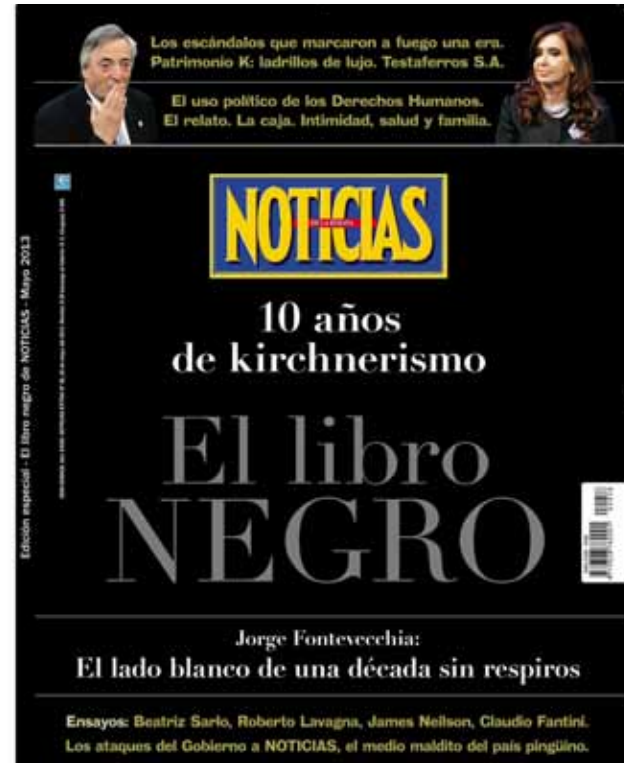 Los escándalos que marcaron a fuego una era.
Patrimonio K: ladrillos de lujo. Testaferros S.A.
El uso político de los Derechos Humanos.
El relato. La caja. Intimidad, salud y familia.
NOTICIAS
DE LA SEMANA
10 años
de kirchnerismo
El libro
NEGRO
Jorge Fontevecchia:
El lado blanco de una década sin respiros
Ensayos: Beatriz Sarlo, Roberto Lavagna, James Neilson, Claudio Fantini.
Los ataques del Gobierno a NOTICIAS, el medio maldito del país pingüino.
Edición especial - El libro negro de NOTICIAS - Mayo 2013